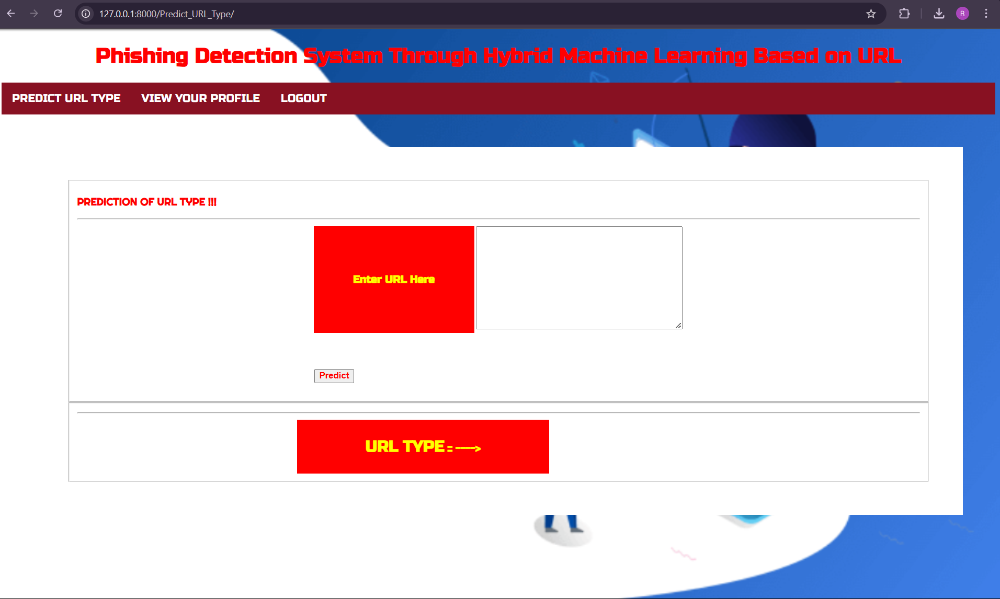 127.0.0.1:8000/Predict_URL_Type/
R
Phishing Detection System Through Hybrid Machine Learning Based on URL
PREDICT URL TYPE VIEW YOUR PROFILE LOGOUT
PREDICTION OF URL TYPE !!!
Enter URL Here
Predict
URL TYPE : --->